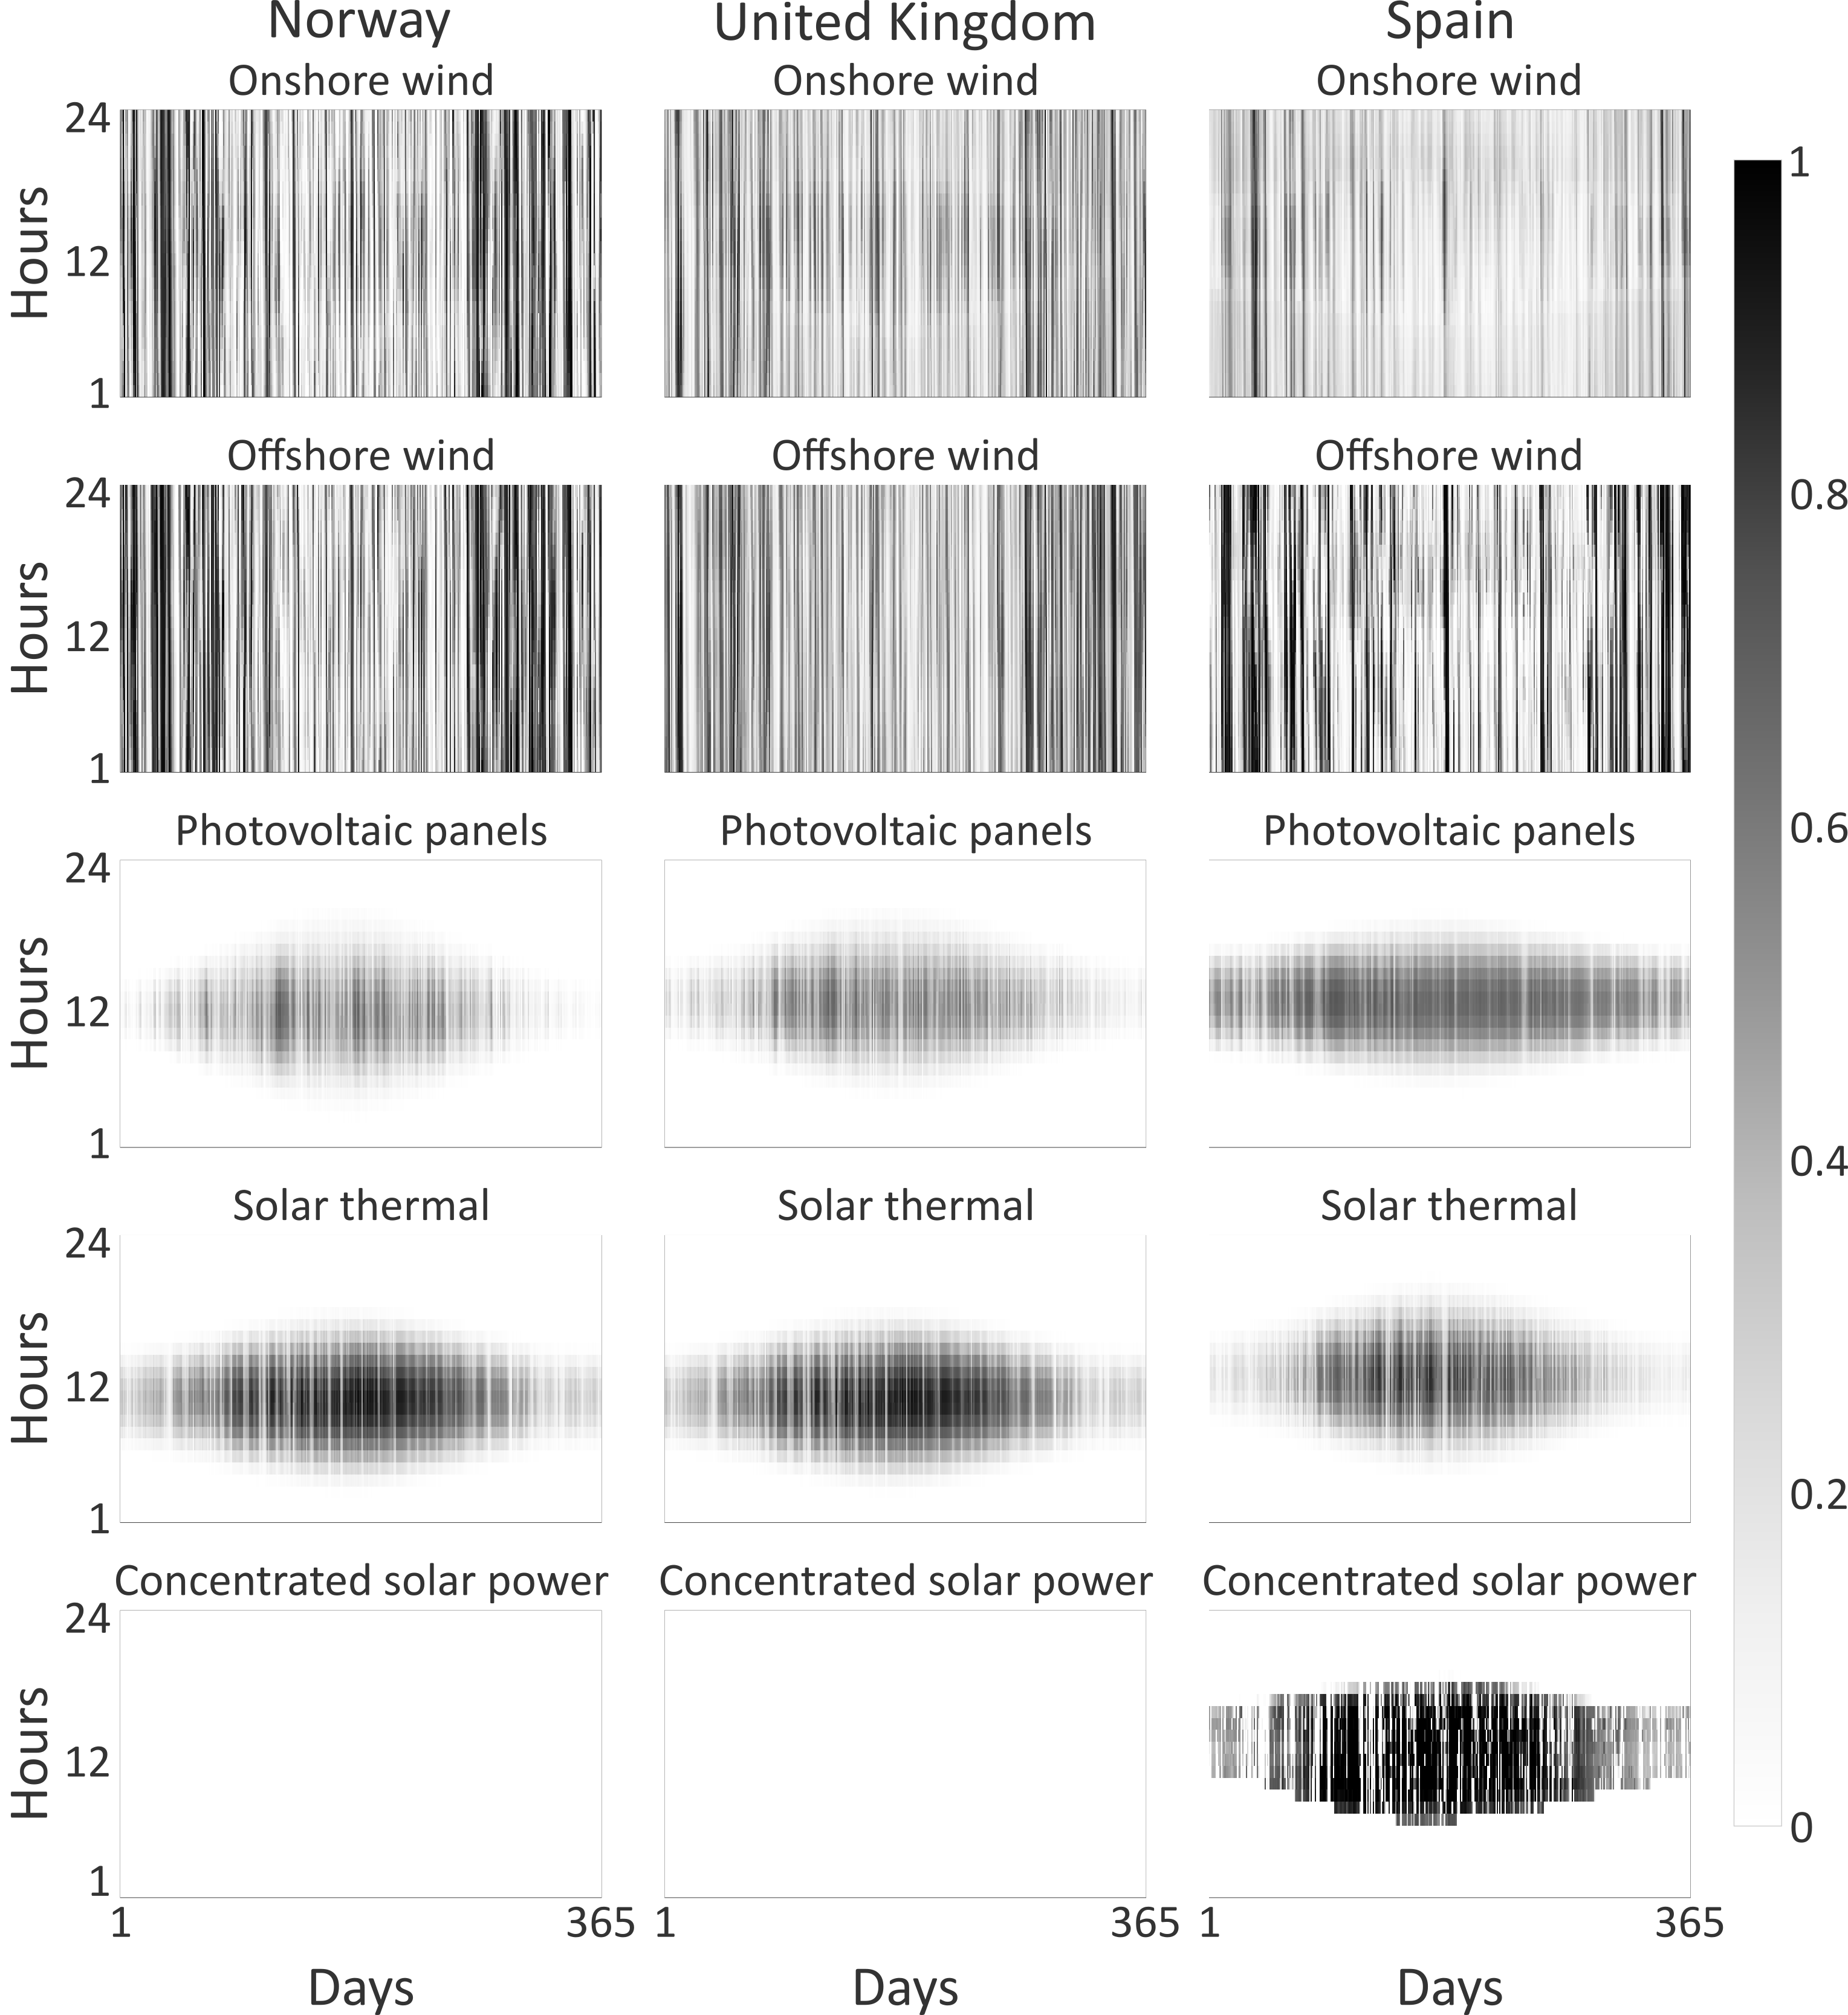 Norway United Kingdom Spain
Onshore wind Onshore wind Onshore wind
24
Hours
12
1
1
0.8
0.6
0.4
0.2
0
Offshore wind Offshore wind Offshore wind
24
Hours
12
1
Photovoltaic panels Photovoltaic panels Photovoltaic panels
24
Hours
12
1
Solar thermal Solar thermal Solar thermal
24
Hours
12
1
Concentrated solar power Concentrated solar power Concentrated solar power
24
Hours
12
1
1 365 1 365 1 365
Days Days Days